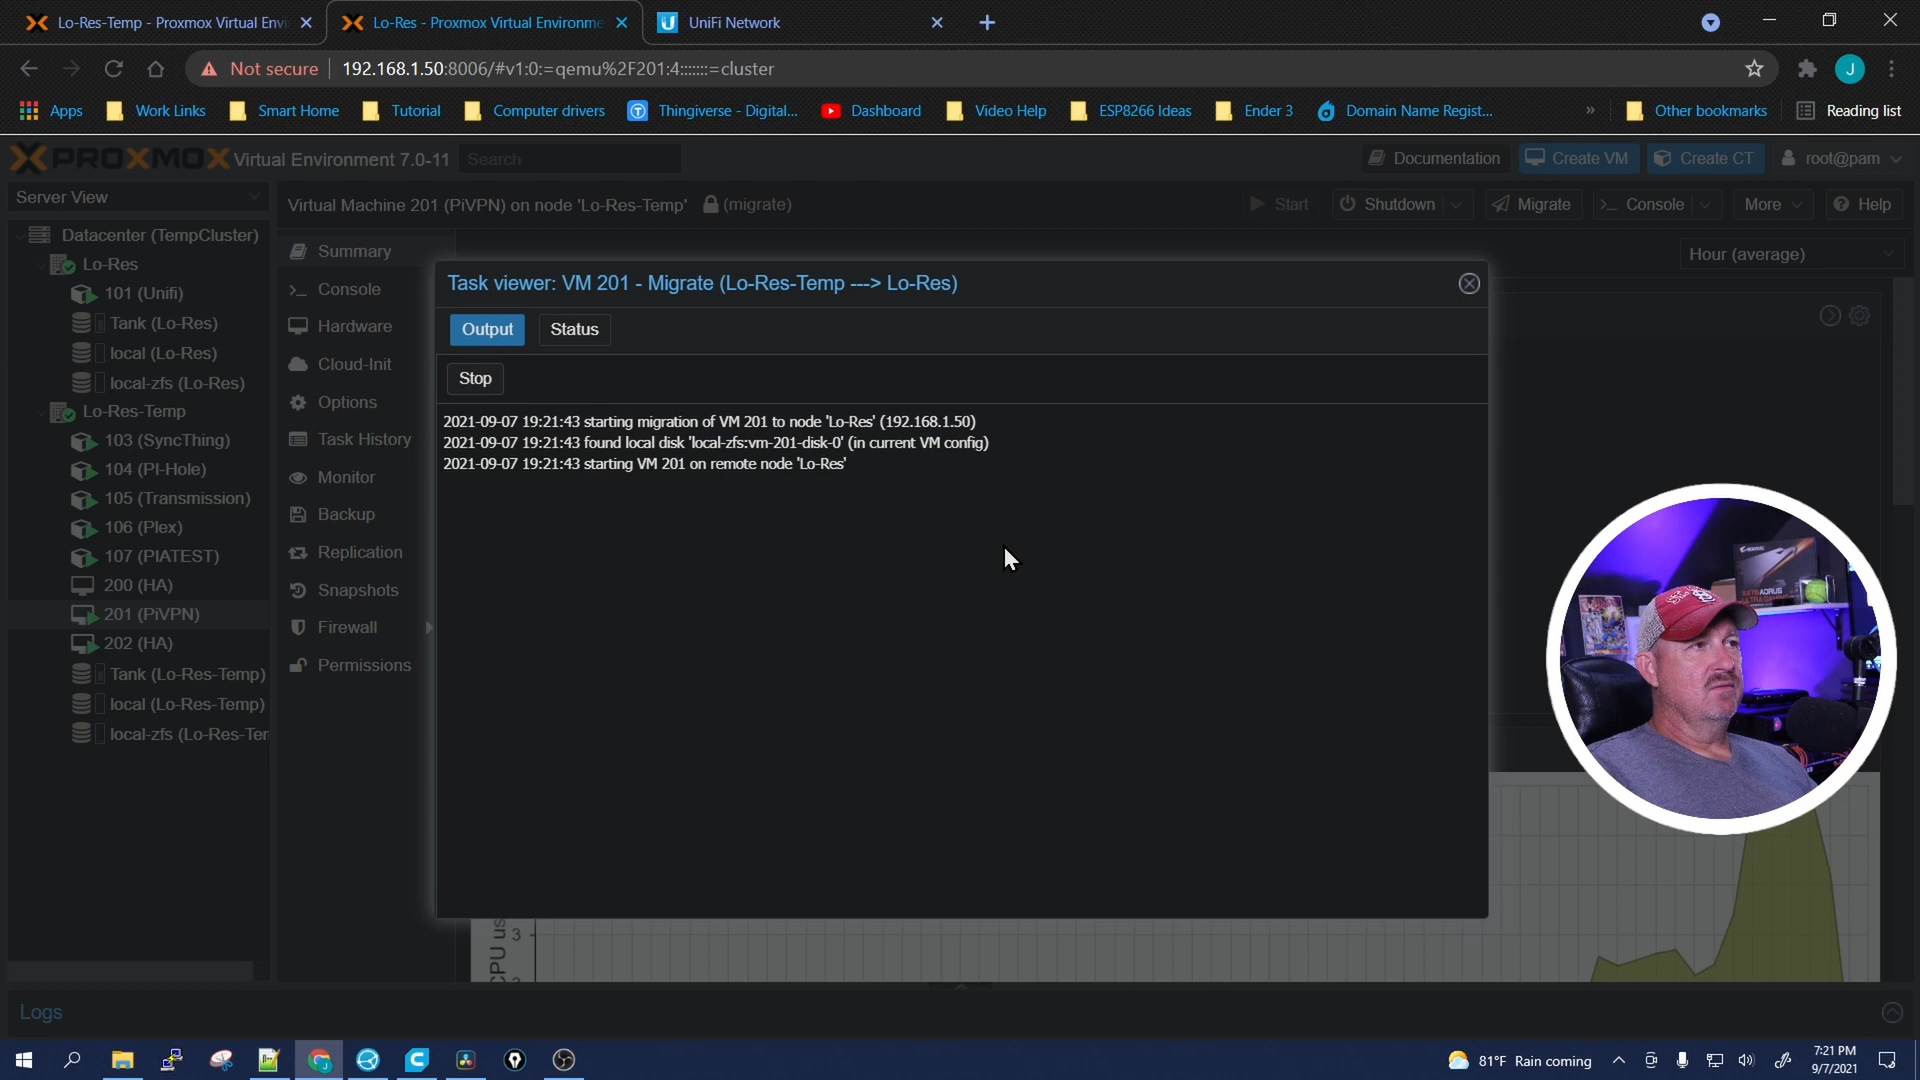 Lo-Res-Temp - Proxmox Virtual Envi
Lo-Res - Proxmox Virtual Environme
UniFi Network
Not secure
192.168.1.50:8006/#v1:0:=qemu%2F201:4:::::::=cluster
Apps
Work Links
Smart Home
Tutorial
Computer drivers
Thingiverse - Digital...
Dashboard
Video Help
ESP8266 Ideas
Ender 3
Domain Name Regist...
»
Other bookmarks
Reading list
PROXMOX Virtual Environment 7.0-11
Search
Documentation
Create VM
Create CT
root@pam
Server View
Virtual Machine 201 (PiVPN) on node 'Lo-Res-Temp'
(migrate)
Start
Shutdown
Migrate
Console
More
Help
Datacenter (TempCluster)
Lo-Res
101 (Unifi)
Tank (Lo-Res)
local (Lo-Res)
local-zfs (Lo-Res)
Lo-Res-Temp
103 (SyncThing)
104 (PI-Hole)
105 (Transmission)
106 (Plex)
107 (PIATEST)
200 (HA)
201 (PiVPN)
202 (HA)
Tank (Lo-Res-Temp)
local (Lo-Res-Temp)
local-zfs (Lo-Res-Ter
Summary
Console
Hardware
Cloud-Init
Options
Task History
Monitor
Backup
Replication
Snapshots
Firewall
Permissions
Hour (average)
Task viewer: VM 201 - Migrate (Lo-Res-Temp ---> Lo-Res)
Output
Status
Stop
2021-09-07 19:21:43 starting migration of VM 201 to node 'Lo-Res' (192.168.1.50)
2021-09-07 19:21:43 found local disk 'local-zfs:vm-201-disk-0' (in current VM config)
2021-09-07 19:21:43 starting VM 201 on remote node 'Lo-Res'
CPU us
3
Logs
81°F Rain coming
7:21 PM
9/7/2021